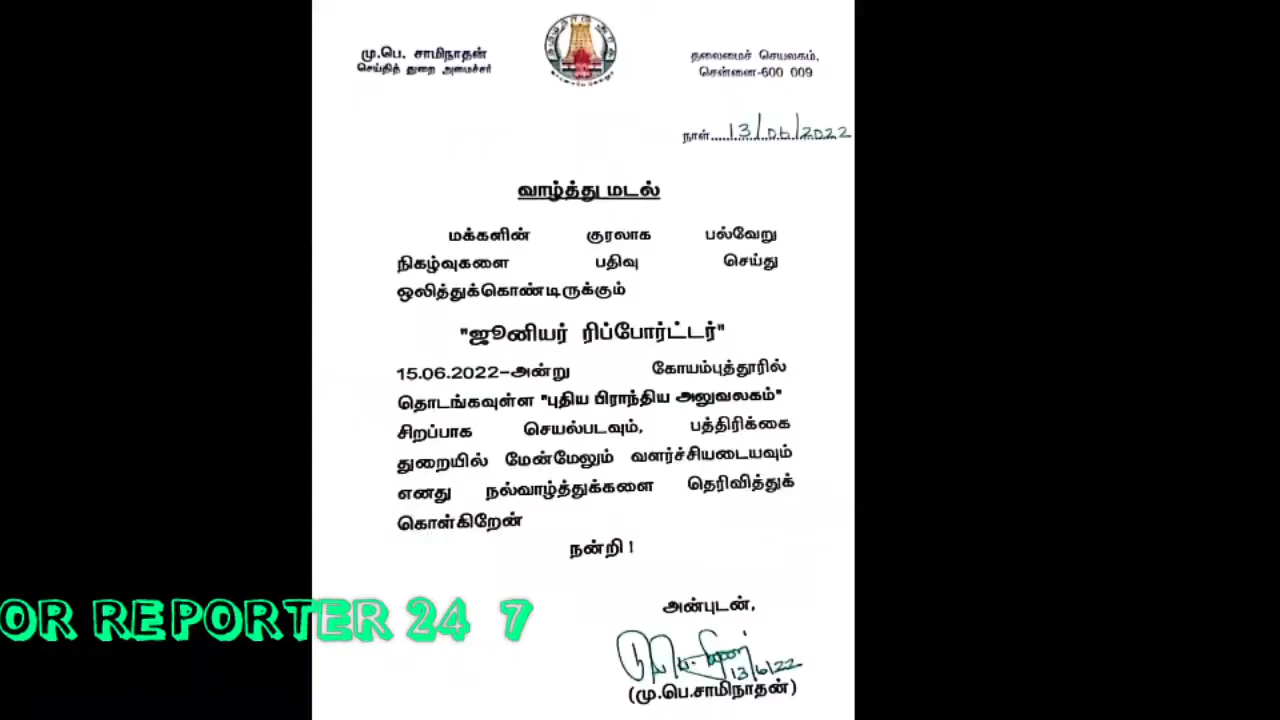 மு.பெ. சாமிநாதன்
செய்தித் துறை அமைச்சர்
தலைமைச் செயலகம்,
சென்னை-600 009
நாள்......13/06/2022
வாழ்த்து மடல்
மக்களின் குரலாக பல்வேறு
நிகழ்வுகளை பதிவு செய்து
ஒலித்துக்கொண்டிருக்கும்
"ஜூனியர் ரிப்போர்ட்டர்"
15.06.2022-அன்று கோயம்புத்தூரில்
தொடங்கவுள்ள "புதிய பிராந்திய அலுவலகம்"
சிறப்பாக செயல்படவும், பத்திரிக்கை
துறையில் மேன்மேலும் வளர்ச்சியடையவும்
எனது நல்வாழ்த்துக்களை தெரிவித்துக்
கொள்கிறேன்
நன்றி !
OR REPORTER 24 7
அன்புடன்,
13/6/22
(மு.பெ.சாமிநாதன்)